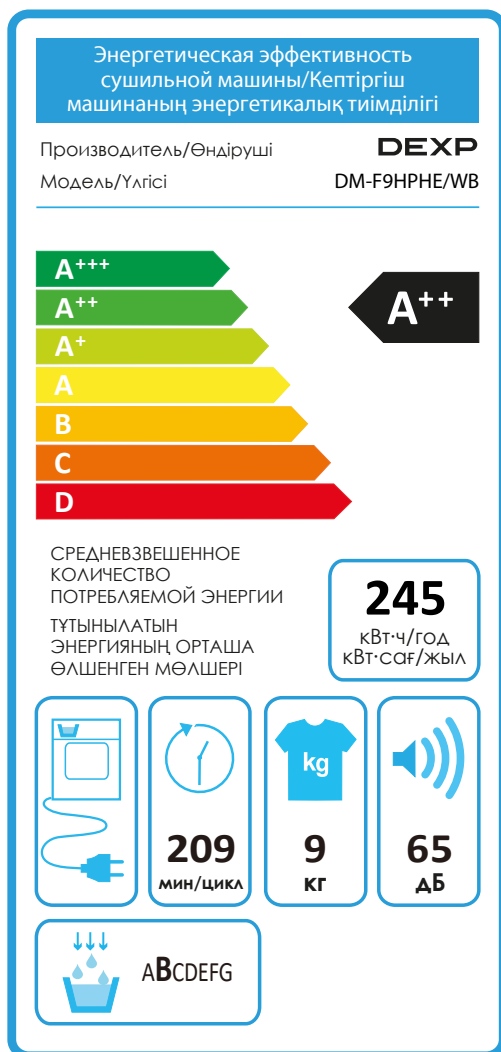 Энергетическая эффективность
сушильной машины/Кептіргіш
машинаның энергетикалық тиімділігі
Производитель/Өндіруші DEXP
Модель/Үлгісі DM-F9HPHE/WB
A+++
A++ A++
A+
A
B
C
D
СРЕДНЕВЗВЕШЕННОЕ
КОЛИЧЕСТВО
ПОТРЕБЛЯЕМОЙ ЭНЕРГИИ
ТҰТЫНЫЛАТЫН
ЭНЕРГИЯНЫҢ ОРТАША
ӨЛШЕНГЕН МӨЛШЕРІ
245
кВт·ч/год
кВт·сағ/жыл
kg
209 9 65
мин/цикл кг дБ
ABCDEFG